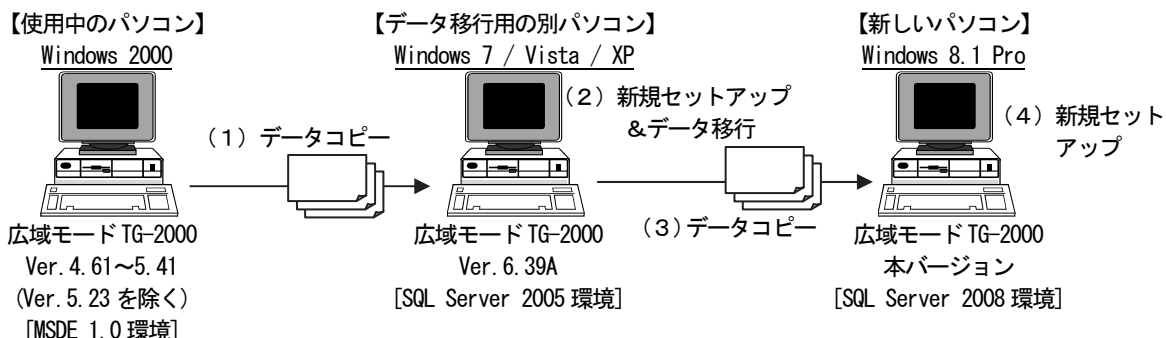 【使用中のパソコン】
Windows 2000
(1) データコピー
広域モード TG-2000
Ver.4.61～5.41
(Ver.5.23 を除く)
[MSDE 1.0 環境]
【データ移行用の別パソコン】
Windows 7 / Vista / XP
(2) 新規セットアップ
&データ移行
(3) データコピー
広域モード TG-2000
Ver.6.39A
[SQL Server 2005 環境]
【新しいパソコン】
Windows 8.1 Pro
(4) 新規セット
アップ
広域モード TG-2000
本バージョン
[SQL Server 2008 環境]